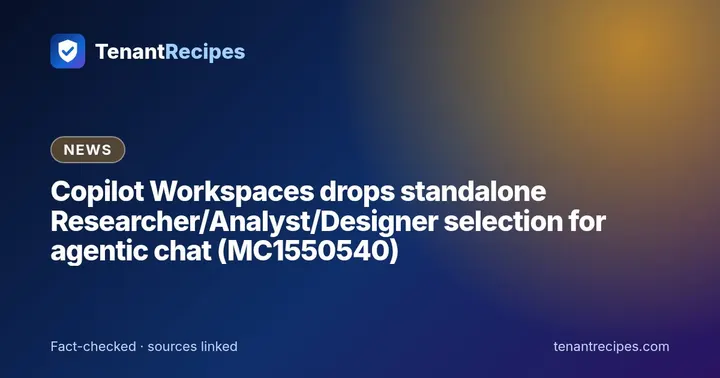 TenantRecipes
NEWS
Copilot Workspaces drops standalone
Researcher/Analyst/Designer selection for
agentic chat (MC1550540)
Fact-checked · sources linked
tenantrecipes.com